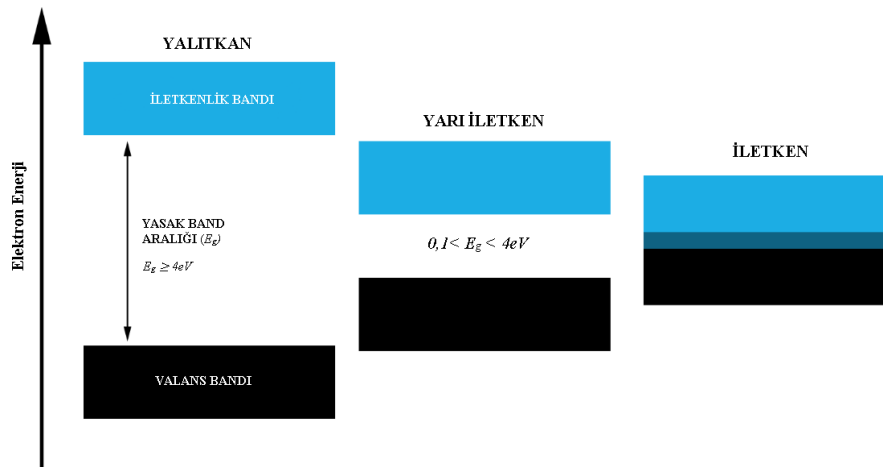 YALITKAN
İLETKENLİK BANDI
YASAK BAND
ARALIĞI (Eg)
Eg ≥ 4eV
VALANS BANDI
YARI İLETKEN
0,1< Eg < 4eV
İLETKEN
Elektron Enerji